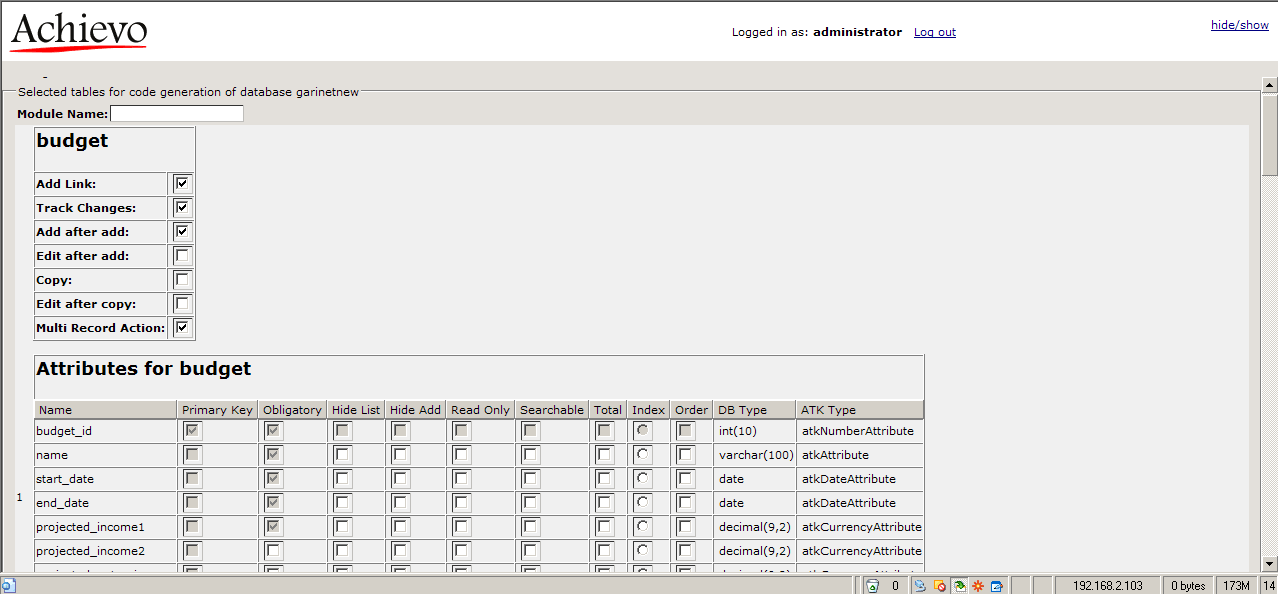 Achievo
Logged in as: administrator Log out
hide/show
-
Selected tables for code generation of database garinetnew
Module Name:
budget
Add Link:
Track Changes:
Add after add:
Edit after add:
Copy:
Edit after copy:
Multi Record Action:
Attributes for budget
Name Primary Key Obligatory Hide List Hide Add Read Only Searchable Total Index Order DB Type ATK Type
budget_id int(10) atkNumberAttribute
name varchar(100) atkAttribute
start_date date atkDateAttribute
1
end_date date atkDateAttribute
projected_income1 decimal(9,2) atkCurrencyAttribute
projected_income2 decimal(9,2) atkCurrencyAttribute
0 192.168.2.103 0 bytes 173M 14